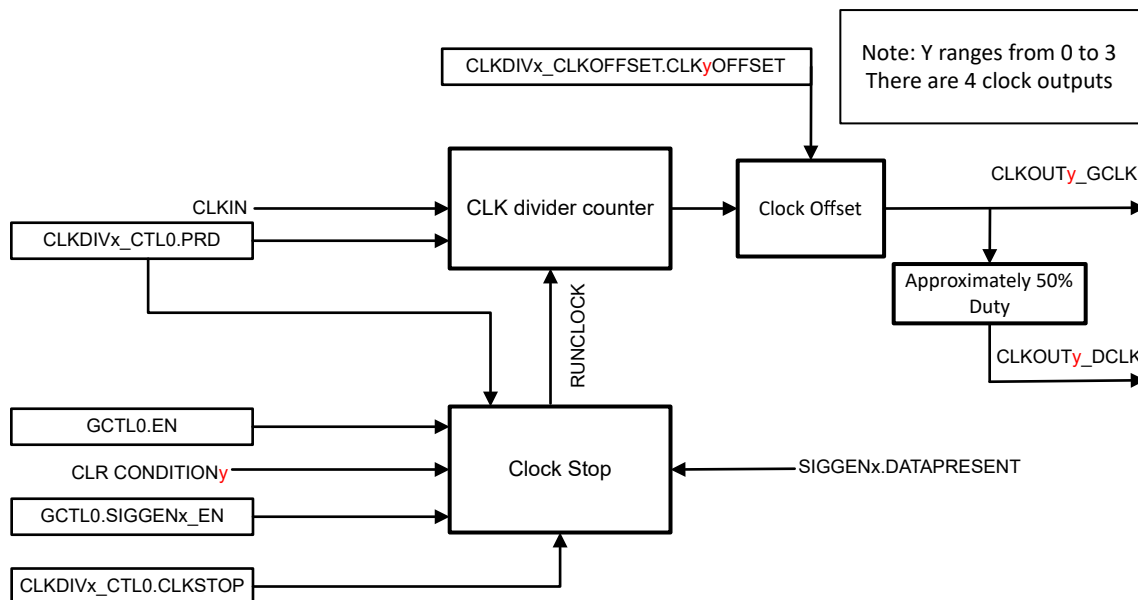 CLKDIVx_CLKOFFSET.CLKyOFFSET
Note: Y ranges from 0 to 3
There are 4 clock outputs
CLKIN
CLKDIVx_CTL0.PRD
CLK divider counter
Clock Offset
CLKOUTy_GCLK
Approximately 50%
Duty
CLKOUTy_DCLK
RUNCLOCK
GCTL0.EN
CLR CONDITIONy
GCTL0.SIGGENx_EN
CLKDIVx_CTL0.CLKSTOP
Clock Stop
SIGGENx.DATAPRESENT